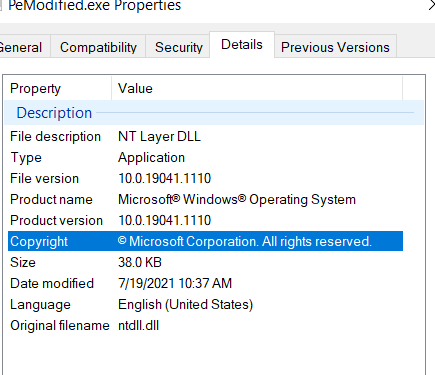 PeModified.exe Properties
General Compatibility Security Details Previous Versions
Property Value
Description
File description NT Layer DLL
Type Application
File version 10.0.19041.1110
Product name Microsoft® Windows® Operating System
Product version 10.0.19041.1110
Copyright © Microsoft Corporation. All rights reserved.
Size 38.0 KB
Date modified 7/19/2021 10:37 AM
Language English (United States)
Original filename ntdll.dll